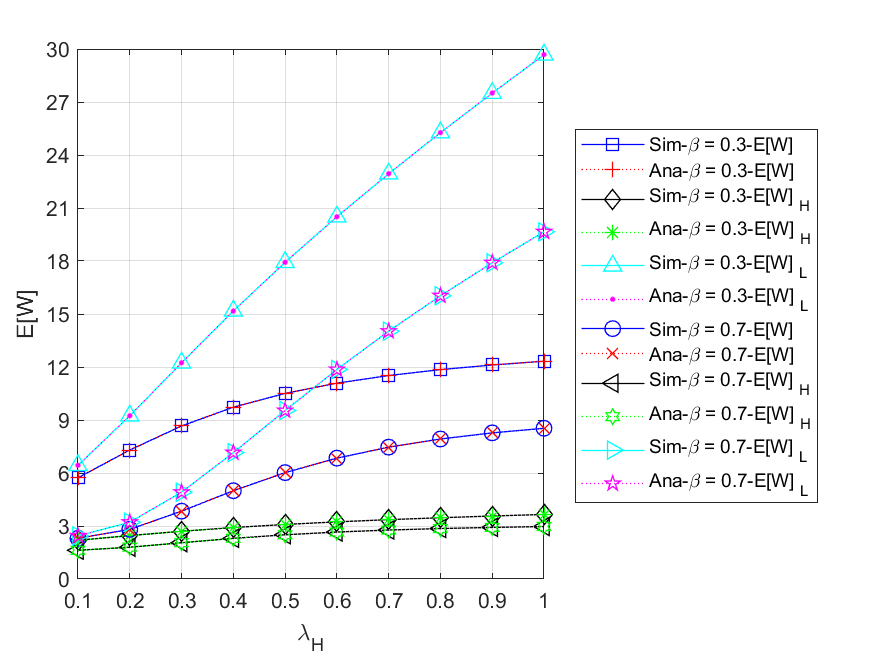 30
27
24
21
18
15
12
9
6
3
0
E[W]
0.1 0.2 0.3 0.4 0.5 0.6 0.7 0.8 0.9 1
λH
Sim-β = 0.3-E[W]
Ana-β = 0.3-E[W]
Sim-β = 0.3-E[W] H
Ana-β = 0.3-E[W] H
Sim-β = 0.3-E[W] L
Ana-β = 0.3-E[W] L
Sim-β = 0.7-E[W]
Ana-β = 0.7-E[W]
Sim-β = 0.7-E[W] H
Ana-β = 0.7-E[W] H
Sim-β = 0.7-E[W] L
Ana-β = 0.7-E[W] L